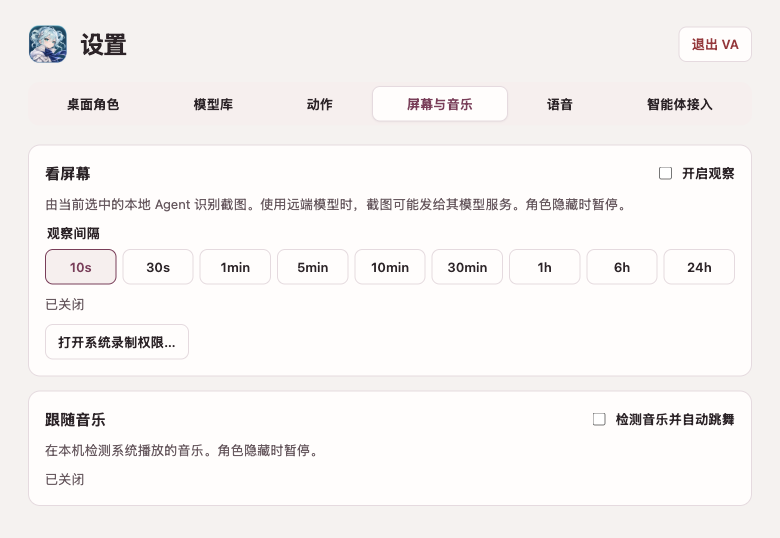 设置
退出 VA
桌面角色 模型库 动作 屏幕与音乐 语音 智能体接入
看屏幕
开启观察
由当前选中的本地 Agent 识别截图。使用远端模型时，截图可能发给其模型服务。角色隐藏时暂停。
观察间隔
10s 30s 1min 5min 10min 30min 1h 6h 24h
已关闭
打开系统录制权限...
跟随音乐
检测音乐并自动跳舞
在本机检测系统播放的音乐。角色隐藏时暂停。
已关闭